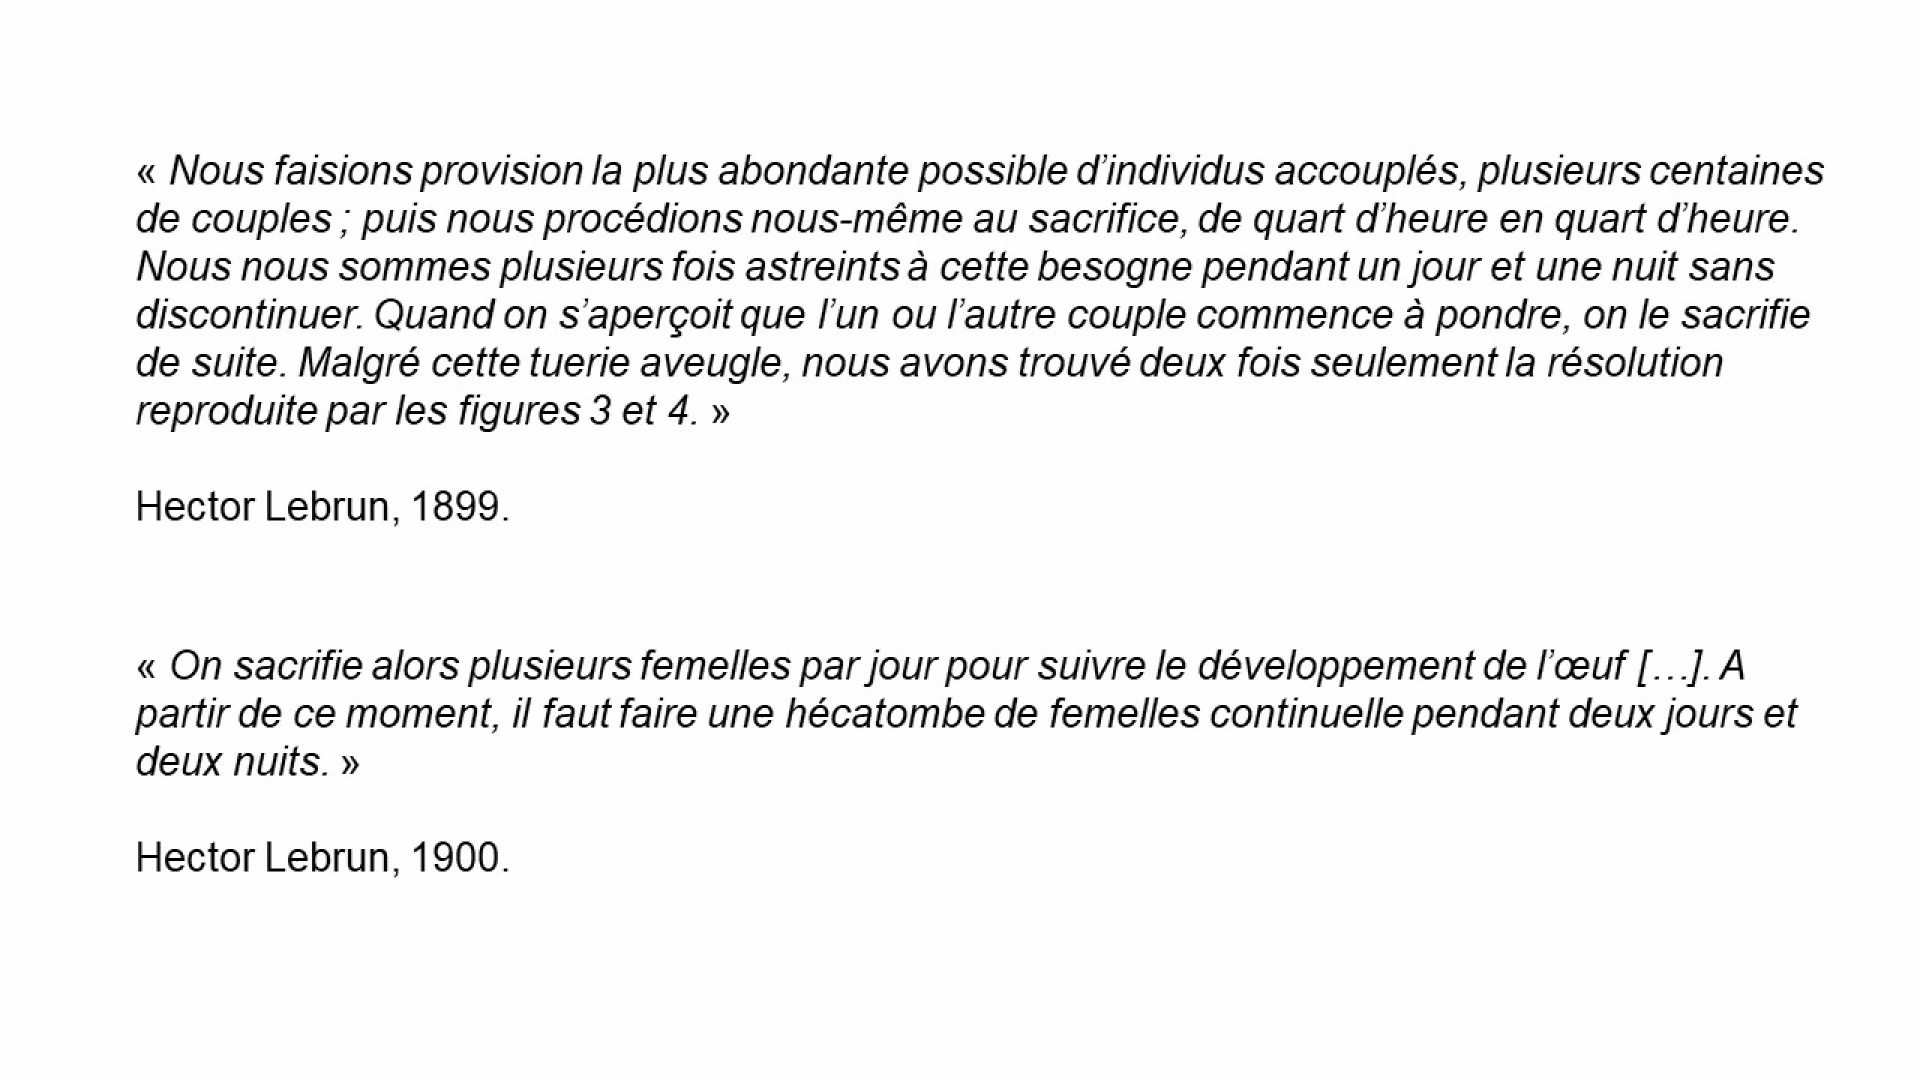 « Nous faisions provision la plus abondante possible d’individus accouplés, plusieurs centaines
de couples ; puis nous procédions nous-même au sacrifice, de quart d’heure en quart d’heure.
Nous nous sommes plusieurs fois astreints à cette besogne pendant un jour et une nuit sans
discontinuer. Quand on s’aperçoit que l’un ou l’autre couple commence à pondre, on le sacrifie
de suite. Malgré cette tuerie aveugle, nous avons trouvé deux fois seulement la résolution
reproduite par les figures 3 et 4. »
Hector Lebrun, 1899.
« On sacrifie alors plusieurs femelles par jour pour suivre le développement de l’œuf […]. A
partir de ce moment, il faut faire une hécatombe de femelles continuelle pendant deux jours et
deux nuits. »
Hector Lebrun, 1900.